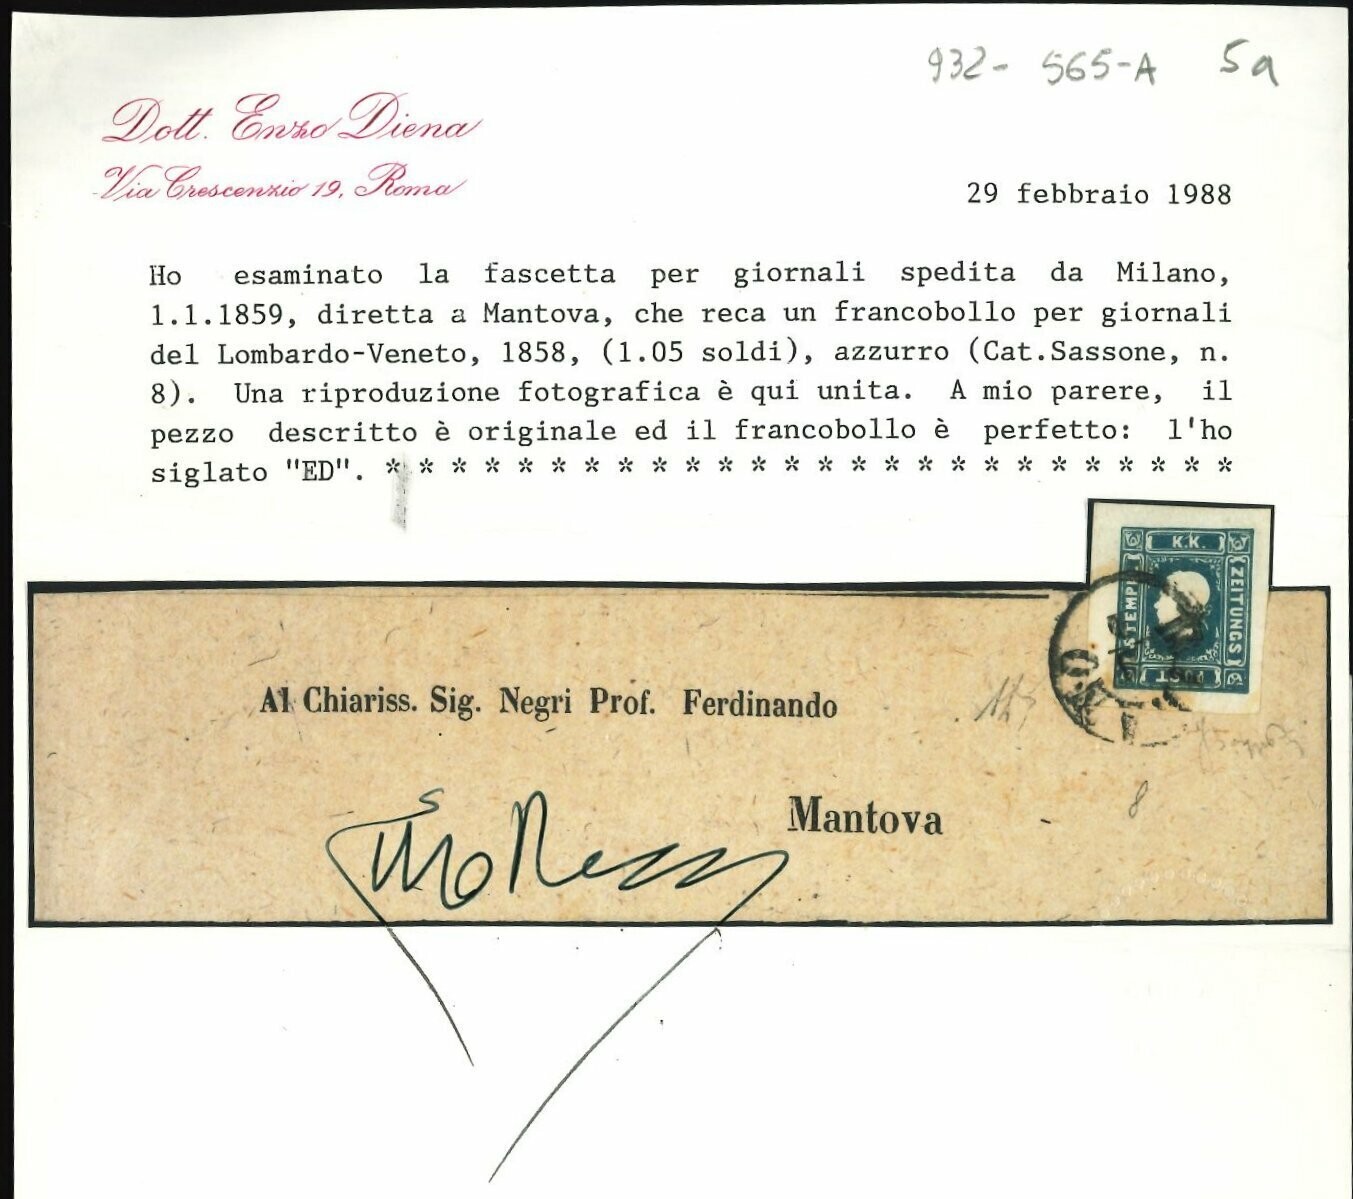 932- 565-A 5a
Dott. Enzo Diena
Via Crescenzio 19, Roma
29 febbraio 1988
Ho esaminato la fascetta per giornali spedita da Milano,
1.1.1859, diretta a Mantova, che reca un francobollo per giornali
del Lombardo-Veneto, 1858, (1.05 soldi), azzurro (Cat.Sassone, n.
8). Una riproduzione fotografica è qui unita. A mio parere, il
pezzo descritto è originale ed il francobollo è perfetto: l'ho
siglato "ED". * * * * * * * * * * * * * * * * * * * * * * * * * *
K.K.
ZEITUNGS
POST
STEMPEL
Al Chiariss. Sig. Negri Prof. Ferdinando
Mantova
8